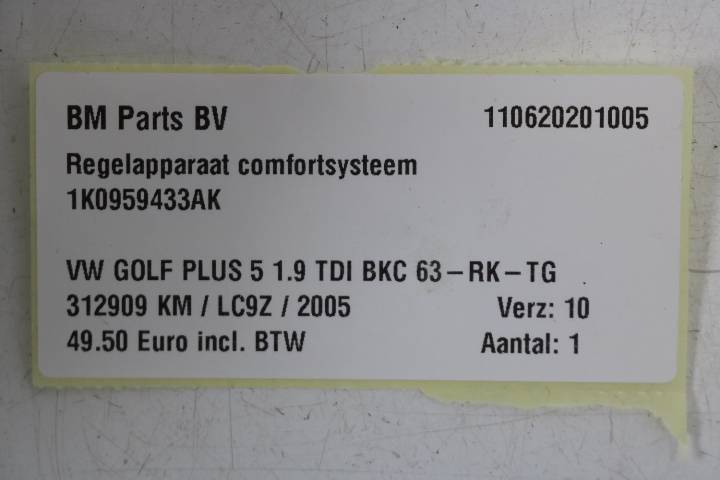 BM Parts BV 110620201005
Regelapparaat comfortsysteem
1K0959433AK
VW GOLF PLUS 5 1.9 TDI BKC 63-RK-TG
312909 KM / LC9Z / 2005 Verz: 10
49.50 Euro incl. BTW Aantal: 1